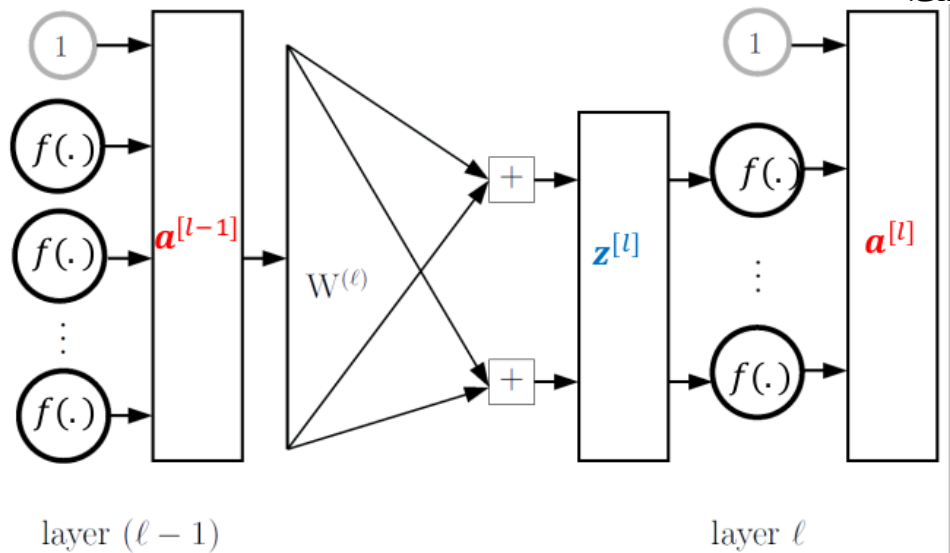 1
f(.)
f(.)
⋮
f(.)
a^{[l−1]}
W^{(ℓ)}
+
+
z^{[l]}
1
f(.)
⋮
f(.)
a^{[l]}
layer (ℓ − 1)
layer ℓ